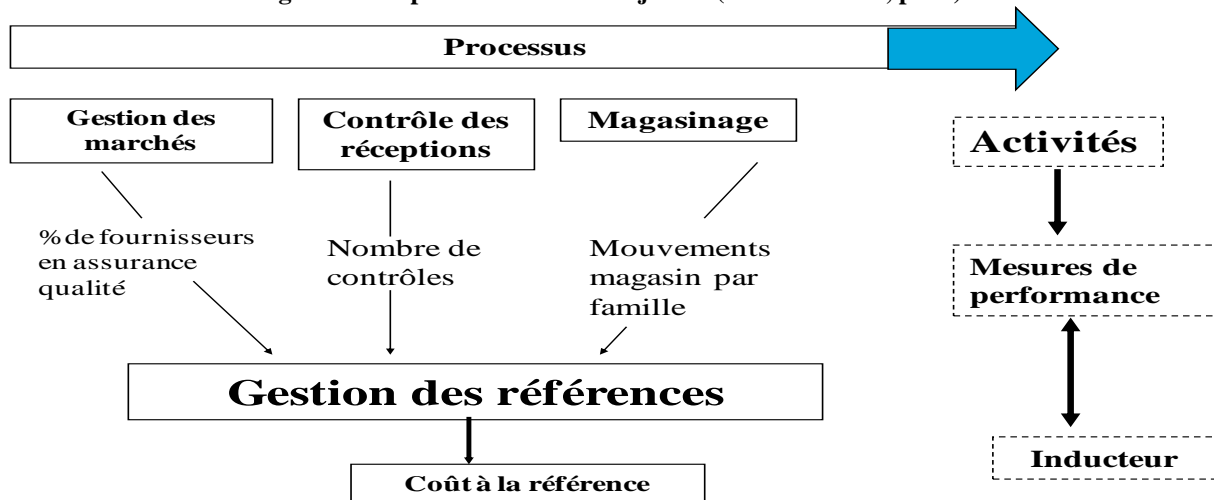 Processus
Gestion des
marchés
Contrôle des
réceptions
Magasinage
Activités
% de fournisseurs
en assurance
qualité
Nombre de
contrôles
Mouvements
magasin par
famille
Mesures de
performance
Gestion des références
Inducteur
Coût à la référence